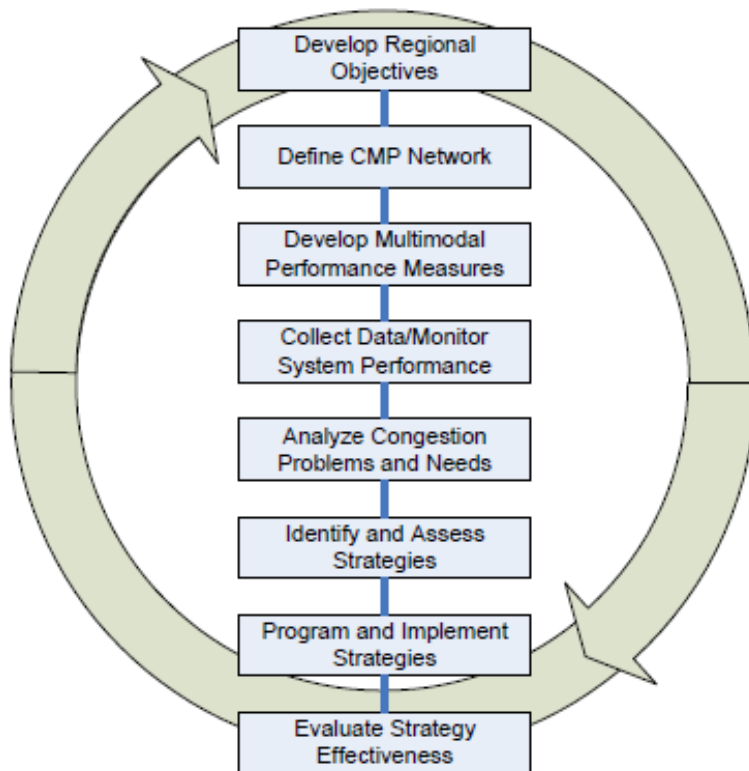 Develop Regional
Objectives
Define CMP Network
Develop Multimodal
Performance Measures
Collect Data/Monitor
System Performance
Analyze Congestion
Problems and Needs
Identify and Assess
Strategies
Program and Implement
Strategies
Evaluate Strategy
Effectiveness